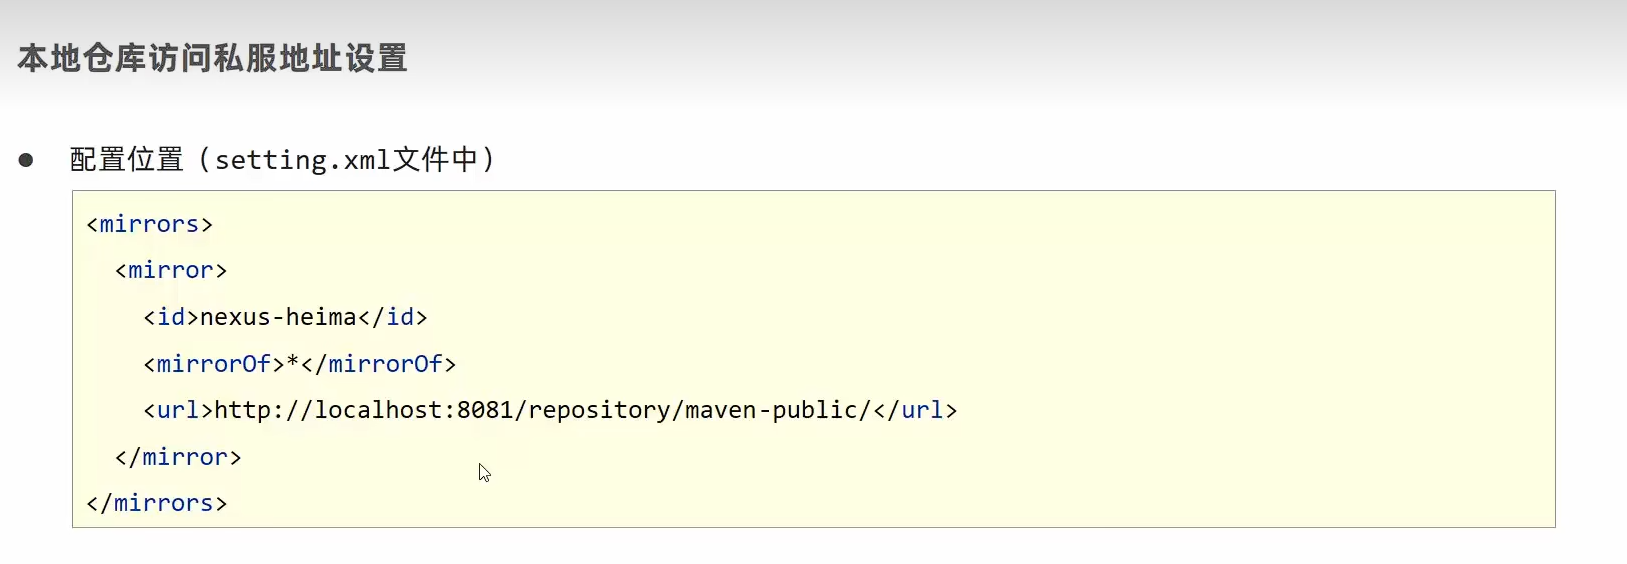 本地仓库访问私服地址设置
● 配置位置（setting.xml文件中）
<mirrors>
<mirror>
<id>nexus-heima</id>
<mirrorOf>*</mirrorOf>
<url>http://localhost:8081/repository/maven-public/</url>
</mirror>
</mirrors>